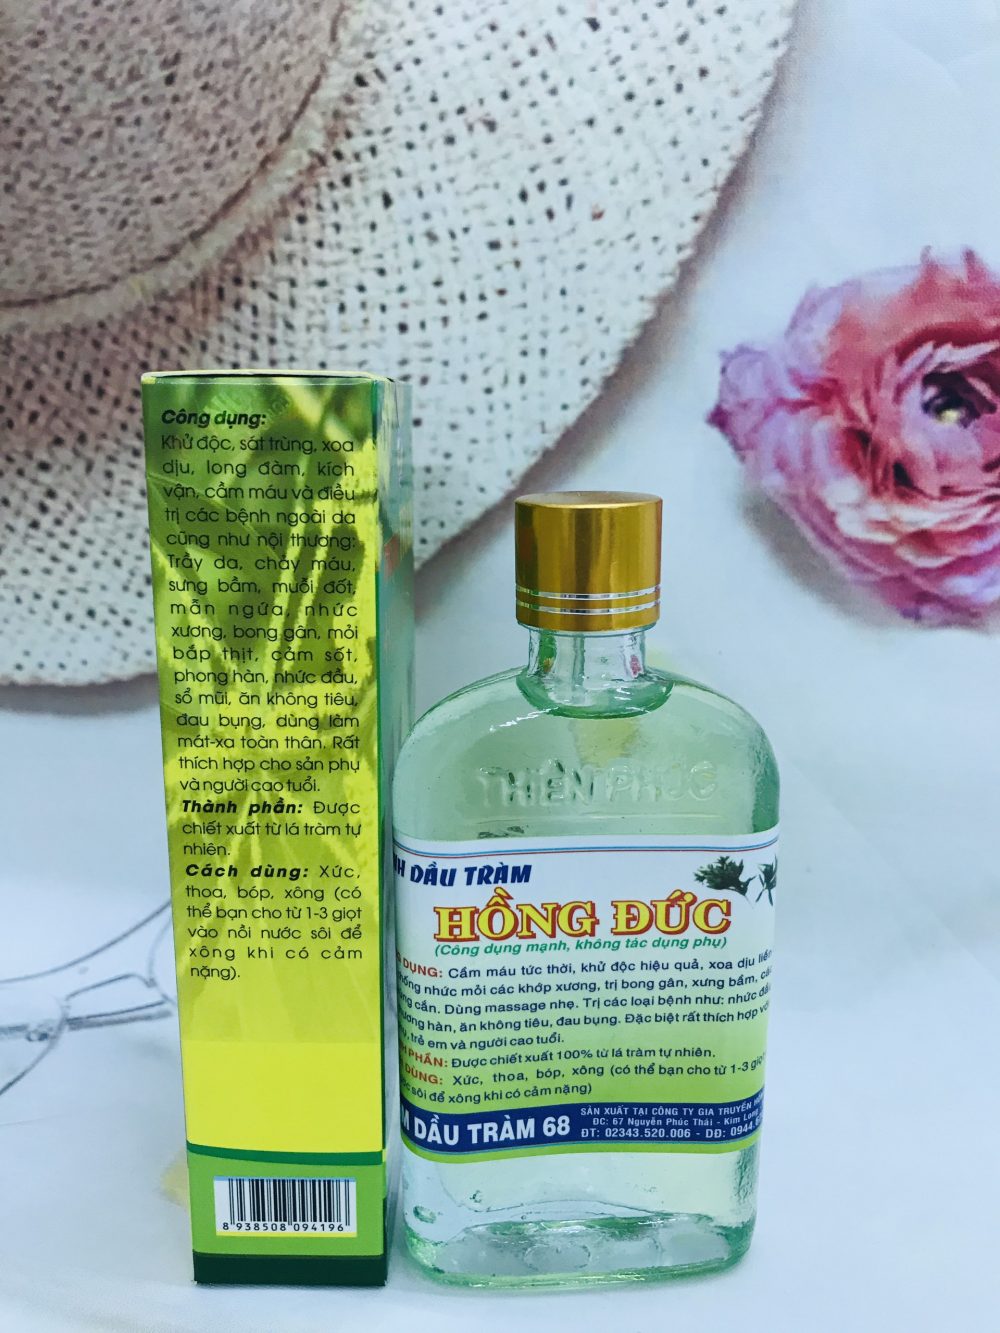 Công dụng:
Khử độc, sát trùng, xoa
dịu, long đàm, kích
vận, cầm máu và điều
trị các bệnh ngoài da
cũng như nội thương:
Trầy da, chảy máu,
sưng bầm, muỗi đốt,
mẩn ngứa, nhức
xương, bong gân, mỏi
bắp thịt, cảm sốt,
phong hàn, nhức đầu,
sổ mũi, ăn không tiêu,
đau bụng, dùng làm
mát-xa toàn thân. Rất
thích hợp cho sản phụ
và người cao tuổi.
Thành phần: Được
chiết xuất từ lá tràm tự
nhiên.
Cách dùng: Xức,
thoa, bóp, xông (có
thể bạn cho từ 1-3 giọt
vào nồi nước sôi để
xông khi có cảm
nặng).
8 938508 094196
THIÊN PHÚC
DẦU TRÀM
HỒNG ĐỨC
(Công dụng mạnh, không tác dụng phụ)
DỤNG: Cầm máu tức thời, khử độc hiệu quả, xoa dịu
nhức mỏi các khớp xương, trị bong gân, xưng bầm,
cắn. Dùng massage nhẹ. Trị các loại bệnh như: nhức
hàn, ăn không tiêu, đau bụng. Đặc biệt rất thích hợp
trẻ em và người cao tuổi.
PHẦN: Được chiết xuất 100% từ lá tràm tự nhiên.
DÙNG: Xức, thoa, bóp, xông (có thể bạn cho từ 1-3
sôi để xông khi có cảm nặng)
DẦU TRÀM 68
SẢN XUẤT TẠI CÔNG TY GIA TRUYỀN
ĐC: 67 Nguyễn Phúc Thái - Kim Long
ĐT: 02343.520.006 - DĐ: